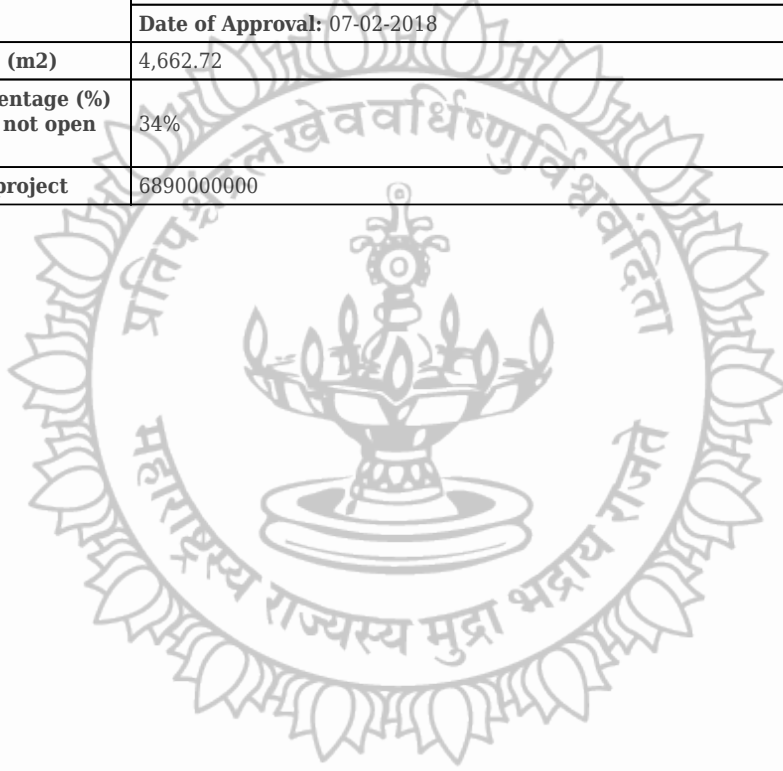 Date of Approval: 07-02-2018
(m2) 4,662.72
entage (%)
not open
34%
project 6890000000
प्रतिपच्चंद्रलेखेववर्धिष्णुर्विश्ववंदिता
महाराष्ट्रस्य राज्यस्य मुद्रा भद्राय राजते